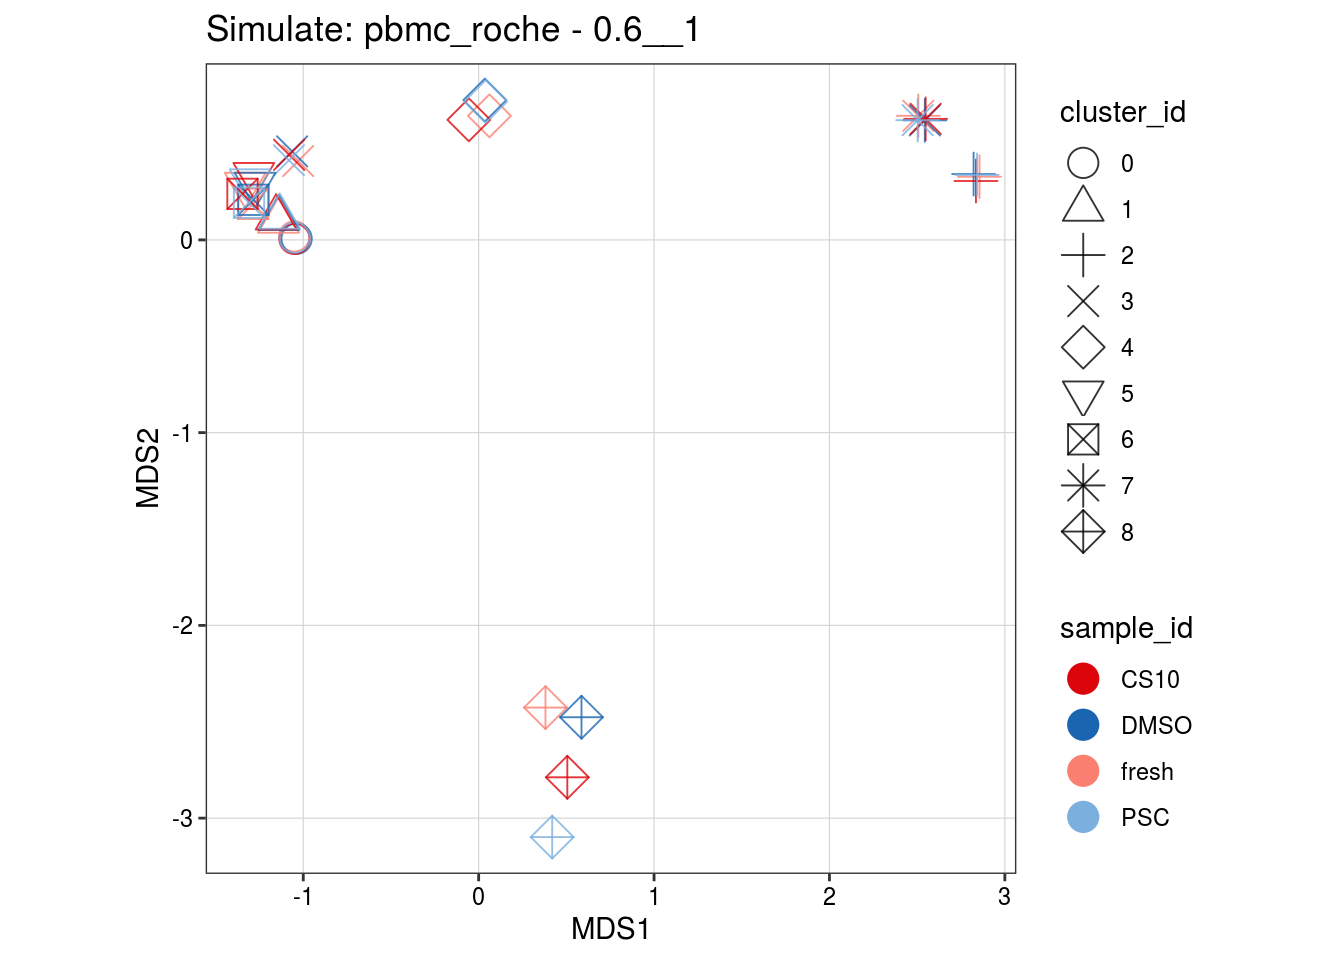 Simulate: pbmc_roche - 0.6__1
cluster_id
0
1
2
3
4
5
6
7
8
sample_id
CS10
DMSO
fresh
PSC
0
-1
-2
-3
MDS2
-1
0
1
2
3
MDS1